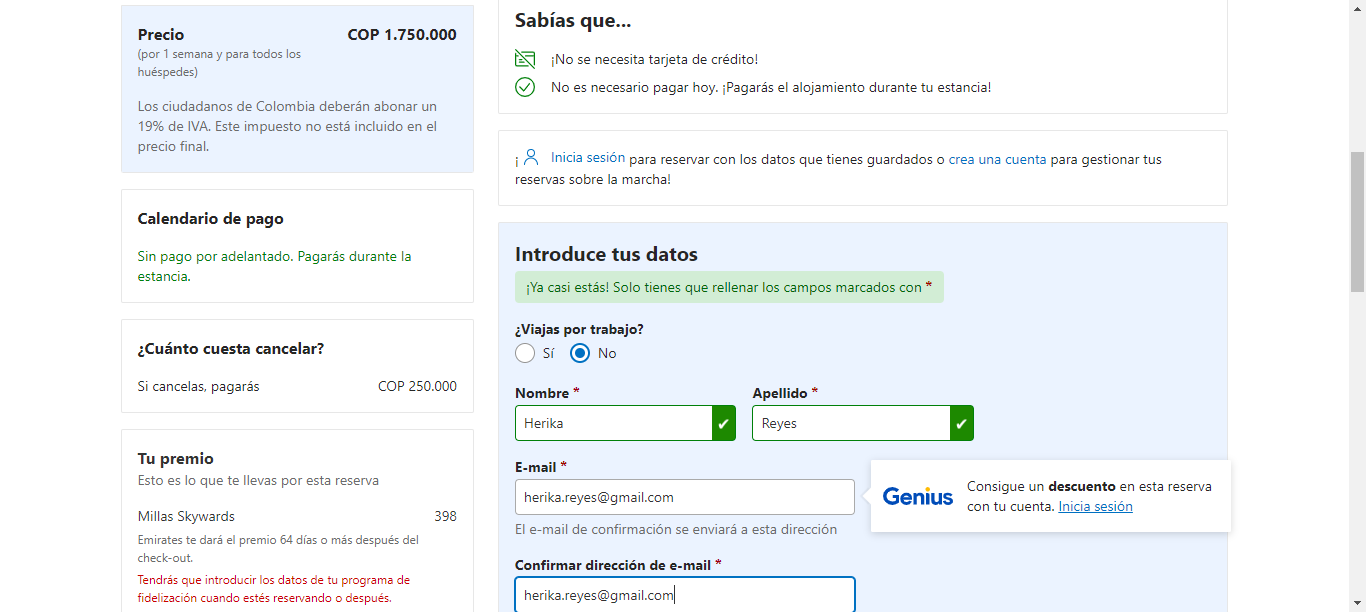 Precio COP 1.750.000
(por 1 semana y para todos los
huéspedes)
Los ciudadanos de Colombia deberán abonar un
19% de IVA. Este impuesto no está incluido en el
precio final.
Calendario de pago
Sin pago por adelantado. Pagarás durante la
estancia.
¿Cuánto cuesta cancelar?
Si cancelas, pagarás COP 250.000
Tu premio
Esto es lo que te llevas por esta reserva
Millas Skywards 398
Emirates te dará el premio 64 días o más después del
check-out.
Tendrás que introducir los datos de tu programa de
fidelización cuando estés reservando o después.
Sabías que...
¡No se necesita tarjeta de crédito!
No es necesario pagar hoy. ¡Pagarás el alojamiento durante tu estancia!
¡ Inicia sesión para reservar con los datos que tienes guardados o crea una cuenta para gestionar tus
reservas sobre la marcha!
Introduce tus datos
¡Ya casi estás! Solo tienes que rellenar los campos marcados con *
¿Viajas por trabajo?
Sí No
Nombre * Apellido *
Herika Reyes
E-mail *
herika.reyes@gmail.com
El e-mail de confirmación se enviará a esta dirección
Genius Consigue un descuento en esta reserva
con tu cuenta. Inicia sesión
Confirmar dirección de e-mail *
herika.reyes@gmail.com